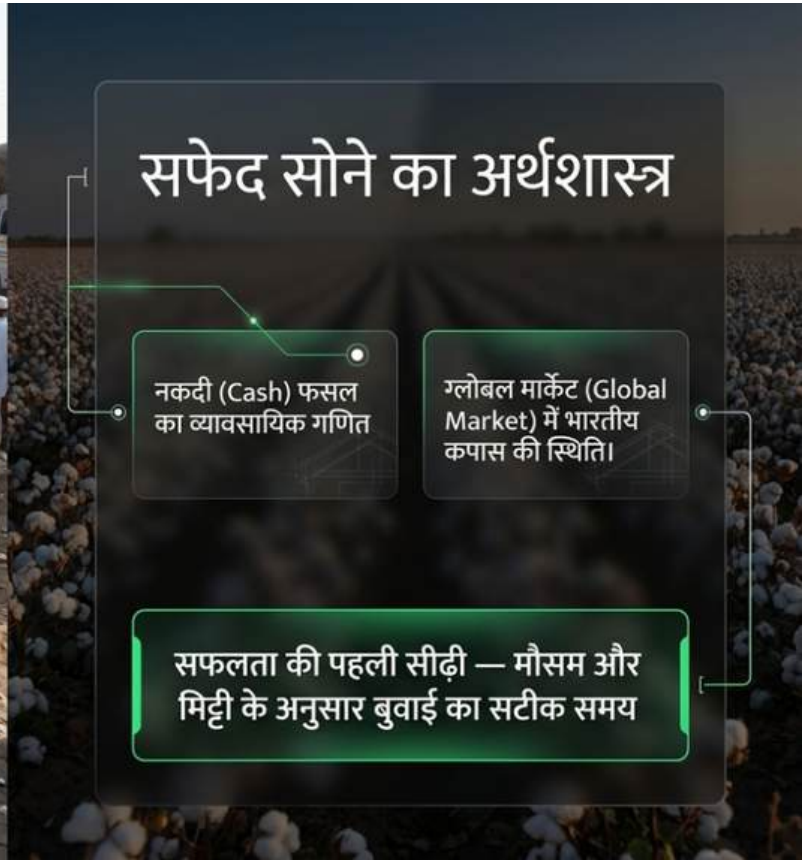 सफेद सोने का अर्थशास्त्र
नकदी (Cash) फसल
का व्यावसायिक गणित
ग्लोबल मार्केट (Global
Market) में भारतीय
कपास की स्थिति।
सफलता की पहली सीढ़ी — मौसम और
मिट्टी के अनुसार बुवाई का सटीक समय